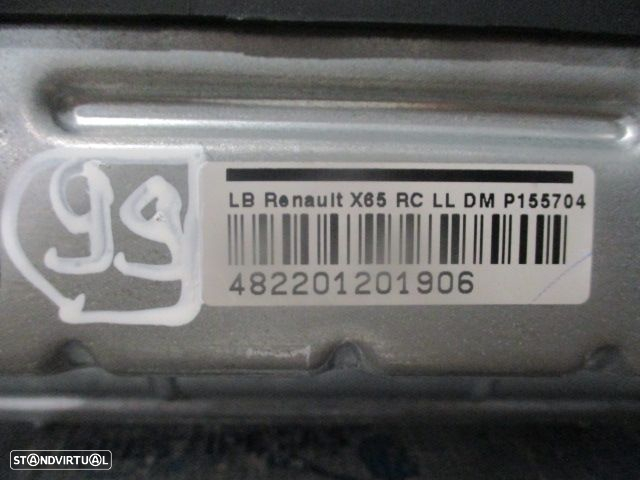 99
LB Renault X65 RC LL DM P155704
482201201906
STANDVIRTUAL